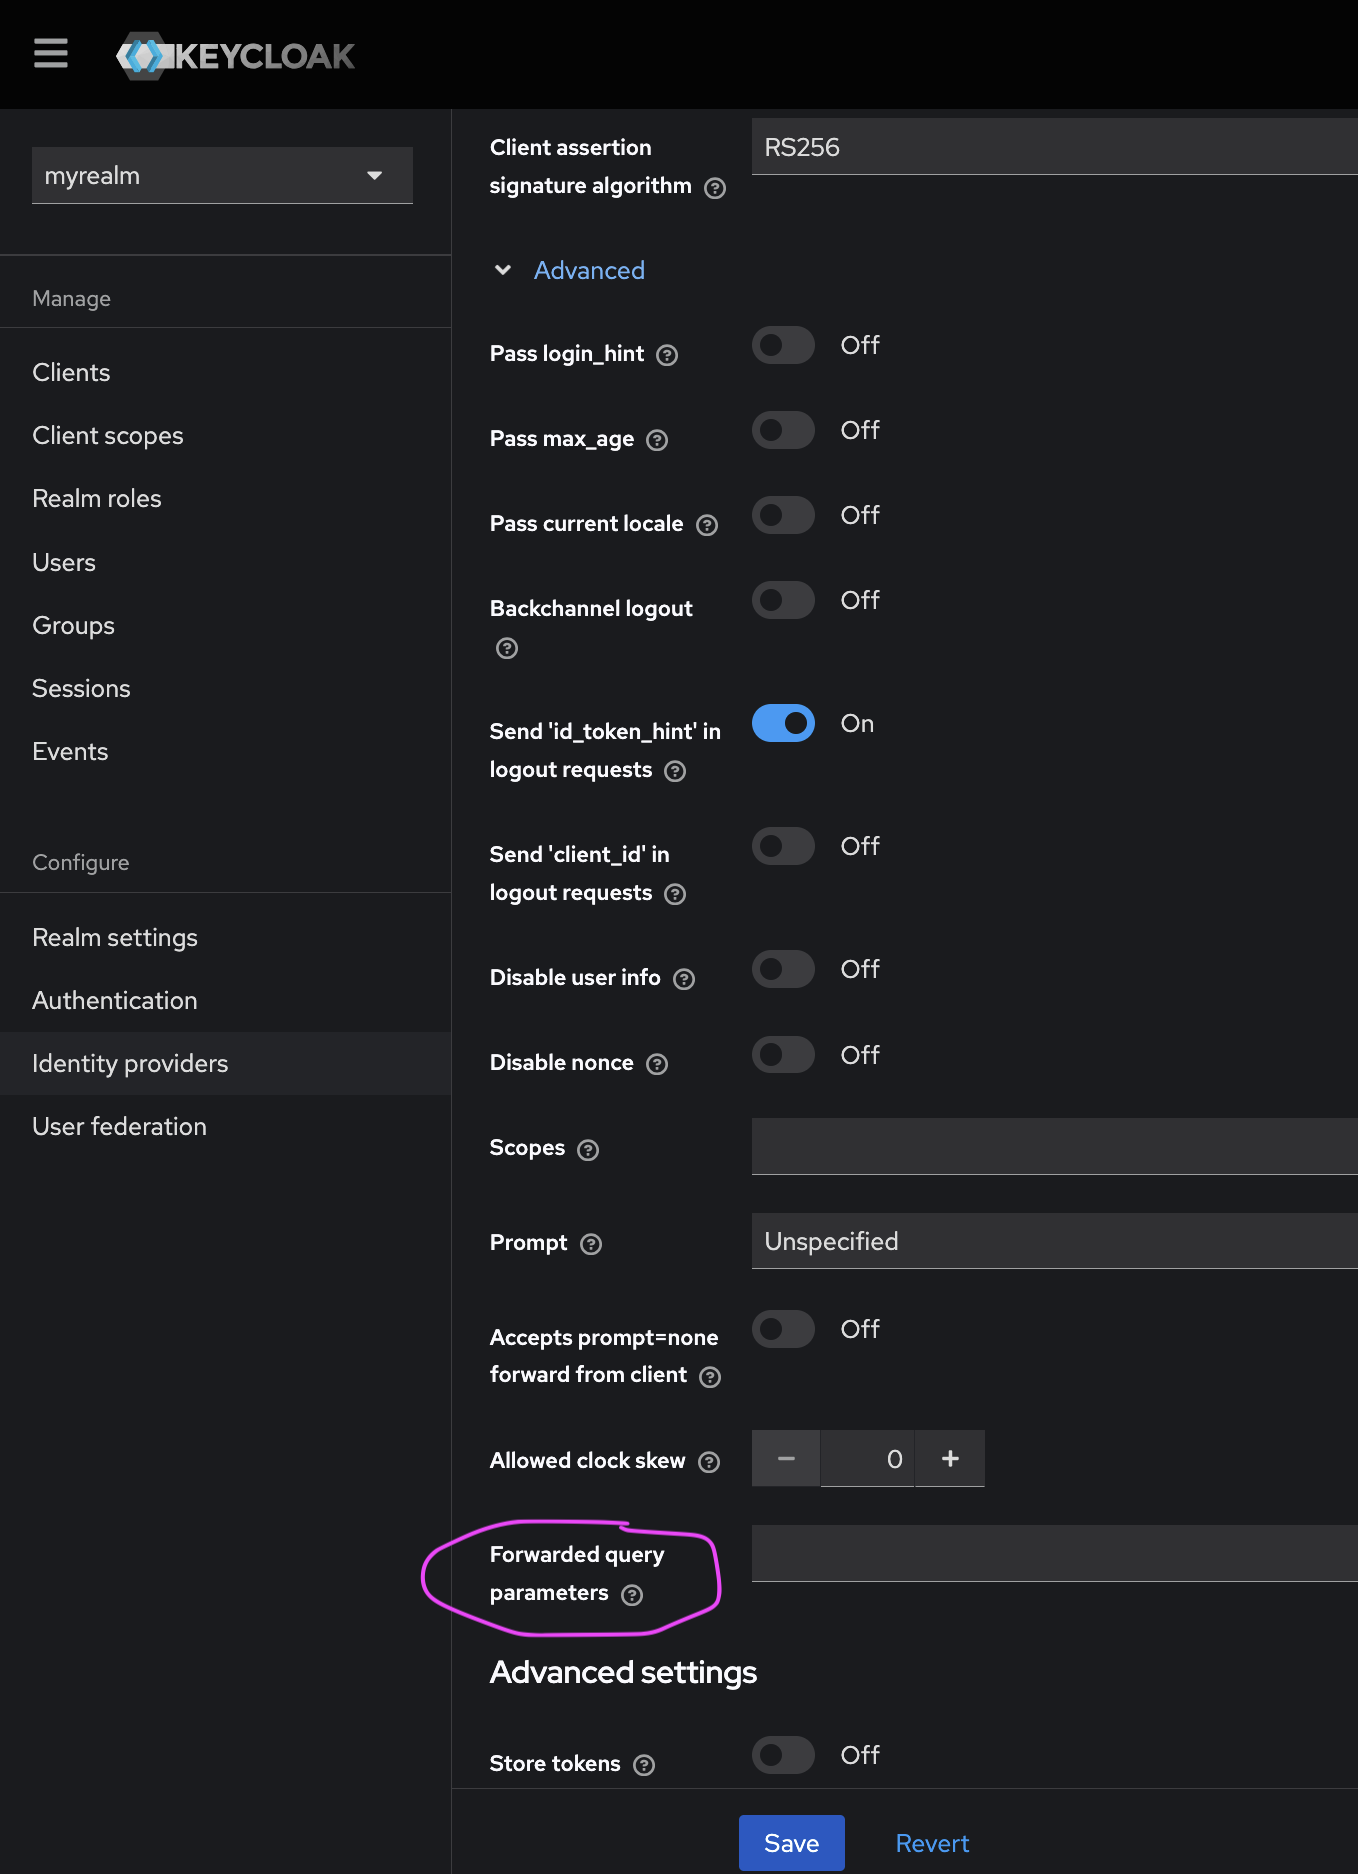 KEYCLOAK
myrealm
Manage
Clients
Client scopes
Realm roles
Users
Groups
Sessions
Events
Configure
Realm settings
Authentication
Identity providers
User federation
Client assertion
signature algorithm
RS256
Advanced
Pass login_hint
Off
Pass max_age
Off
Pass current locale
Off
Backchannel logout
Off
Send 'id_token_hint' in
logout requests
On
Send 'client_id' in
logout requests
Off
Disable user info
Off
Disable nonce
Off
Scopes
Prompt
Unspecified
Accepts prompt=none
forward from client
Off
Allowed clock skew
− 0 +
Forwarded query
parameters
Advanced settings
Store tokens
Off
Save Revert